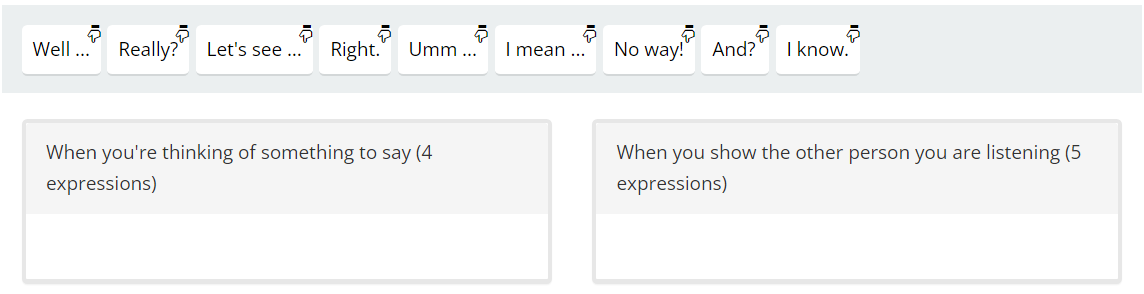 Well ... Really? Let's see ... Right. Umm ... I mean ... No way! And? I know.
When you're thinking of something to say (4
expressions)
When you show the other person you are listening (5
expressions)